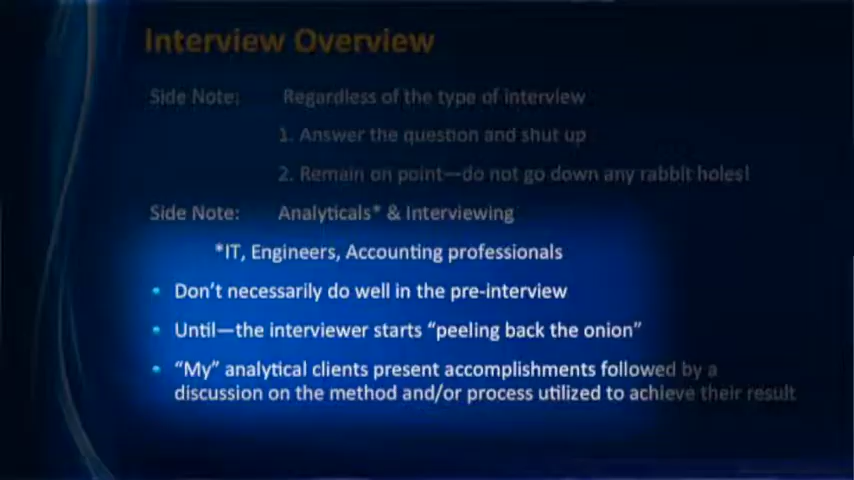 Interview Overview
Side Note: Regardless of the type of interview
1. Answer the question and shut up
2. Remain on point—do not go down any rabbit holes!
Side Note: Analyticals* & Interviewing
*IT, Engineers, Accounting professionals
• Don't necessarily do well in the pre-interview
• Until—the interviewer starts “peeling back the onion”
• “My” analytical clients present accomplishments followed by a
discussion on the method and/or process utilized to achieve their result